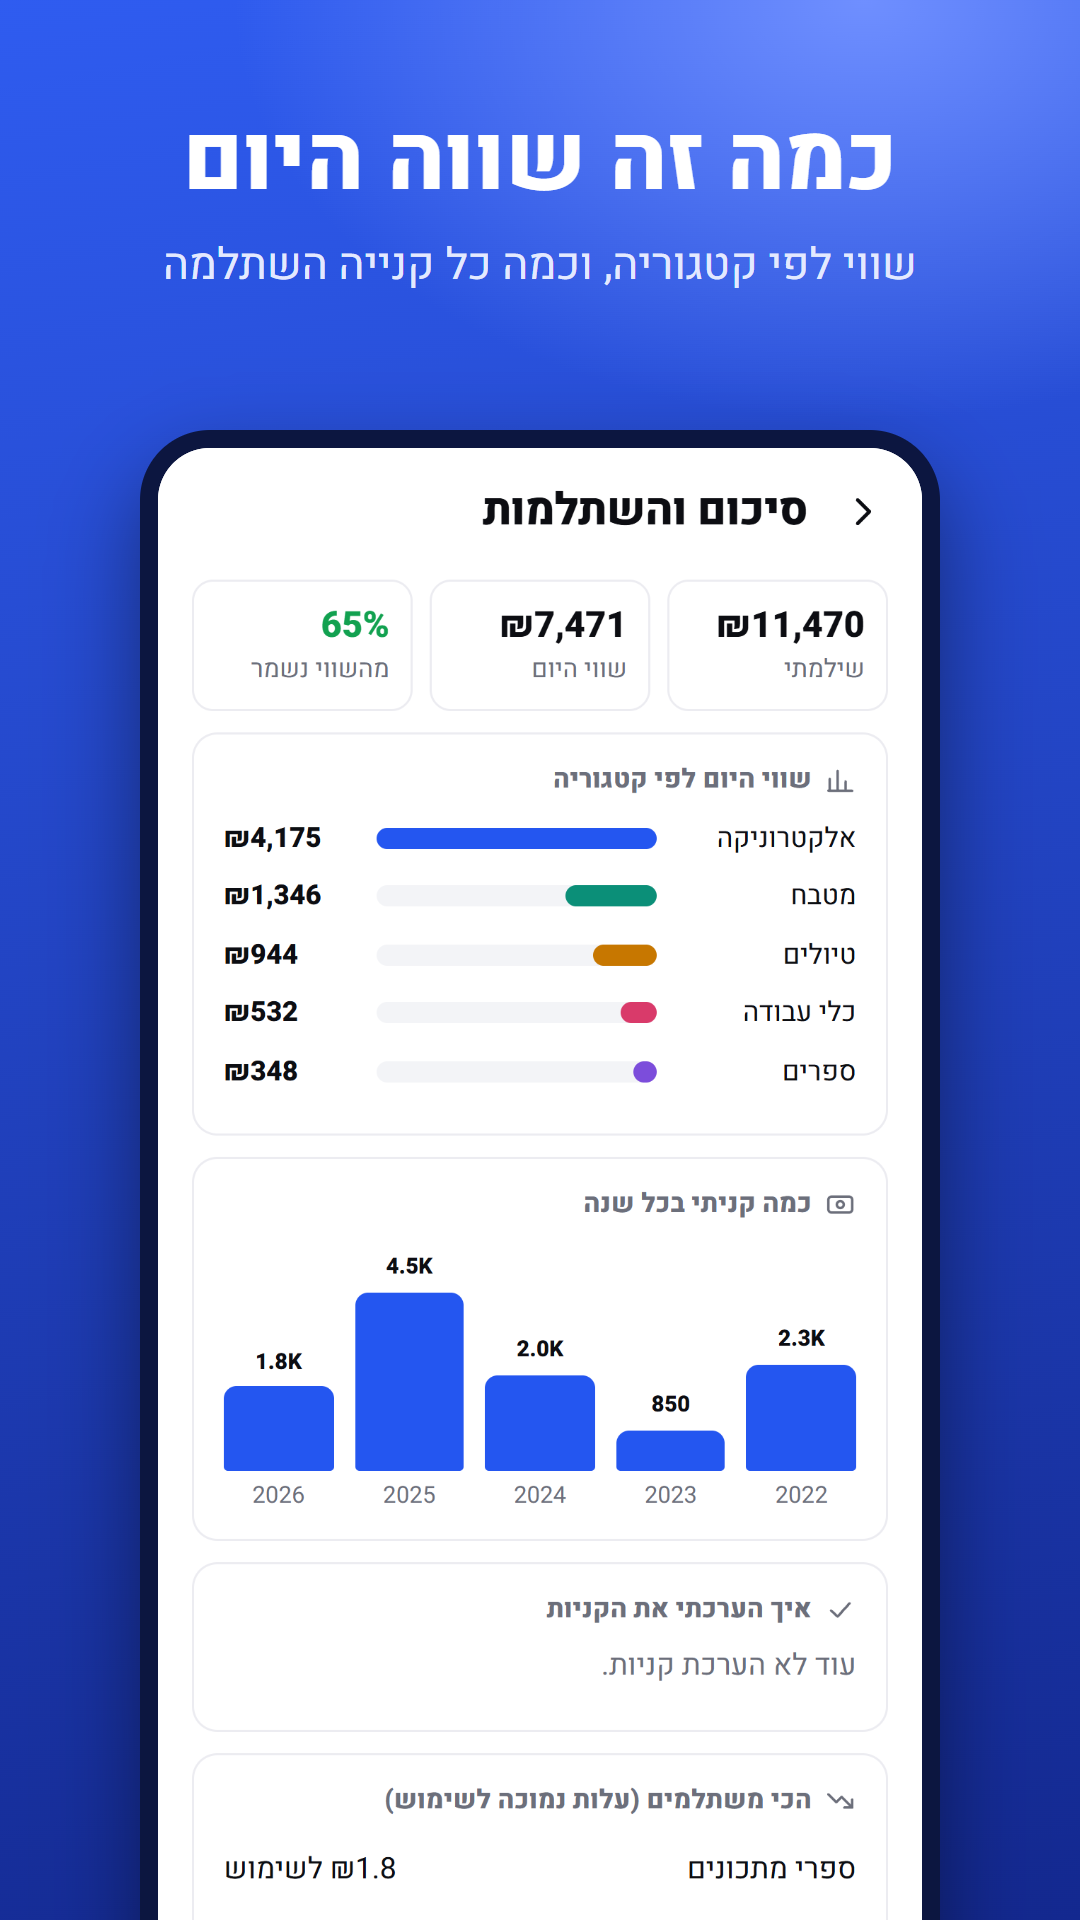 כמה זה שווה היום
שווי לפי קטגוריה, וכמה כל קנייה השתלמה
סיכום והשתלמות
₪11,470
שילמתי
₪7,471
שווי היום
65%
מהשווי נשמר
שווי היום לפי קטגוריה
אלקטרוניקה ₪4,175
מטבח ₪1,346
טיולים ₪944
כלי עבודה ₪532
ספרים ₪348
כמה קניתי בכל שנה
2.3K 850 2.0K 4.5K 1.8K
2022 2023 2024 2025 2026
איך הערכתי את הקניות
עוד לא הערכת קניות.
הכי משתלמים (עלות נמוכה לשימוש)
ספרי מתכונים ₪1.8 לשימוש